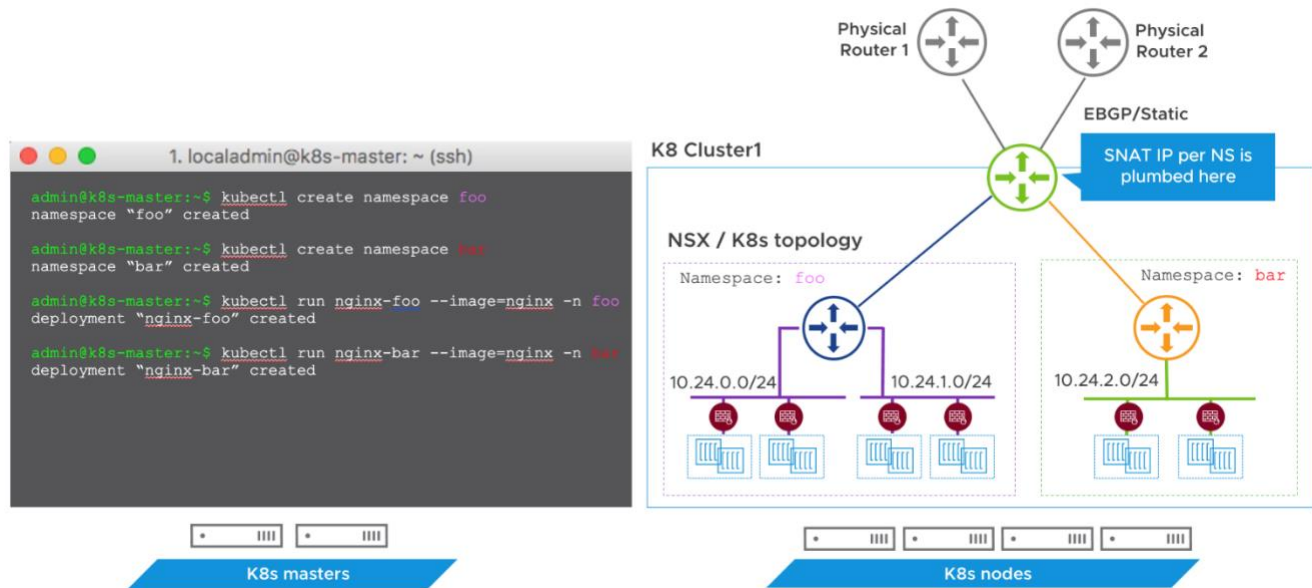 Physical
Router 1
Physical
Router 2
EBGP/Static
SNAT IP per NS is
plumbed here
1. localadmin@k8s-master: ~ (ssh)
admin@k8s-master:~$ kubectl create namespace foo
namespace “foo” created
admin@k8s-master:~$ kubectl create namespace bar
namespace “bar” created
admin@k8s-master:~$ kubectl run nginx-foo --image=nginx -n foo
deployment “nginx-foo” created
admin@k8s-master:~$ kubectl run nginx-bar --image=nginx -n bar
deployment “nginx-bar” created
K8 Cluster1
NSX / K8s topology
Namespace: foo
Namespace: bar
10.24.0.0/24
10.24.1.0/24
10.24.2.0/24
K8s masters
K8s nodes